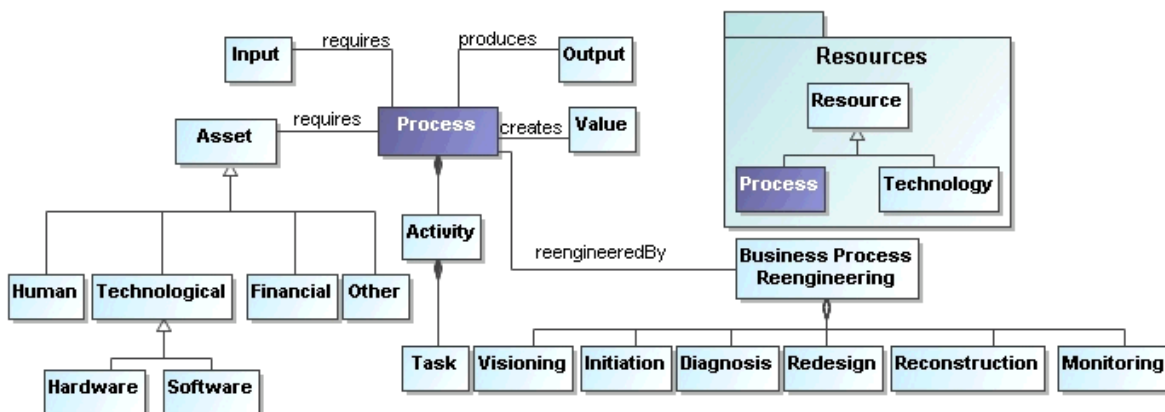 requires
produces
Input
Output
Resources
Resource
Asset
requires
Process
creates
Value
Process
Technology
Activity
reengineeredBy
Business Process
Reengineering
Human
Technological
Financial
Other
Task
Visioning
Initiation
Diagnosis
Redesign
Reconstruction
Monitoring
Hardware
Software